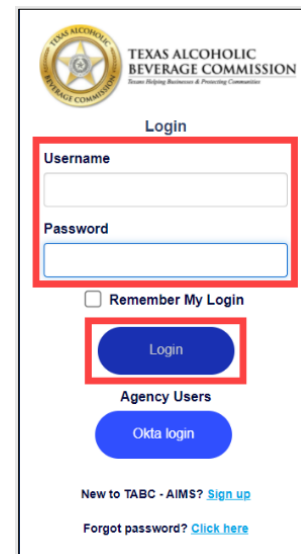 TEXAS ALCOHOLIC
BEVERAGE COMMISSION
Texans Helping Businesses & Protecting Communities
Login
Username
Password
Remember My Login
Login
Agency Users
Okta login
New to TABC - AIMS? Sign up
Forgot password? Click here